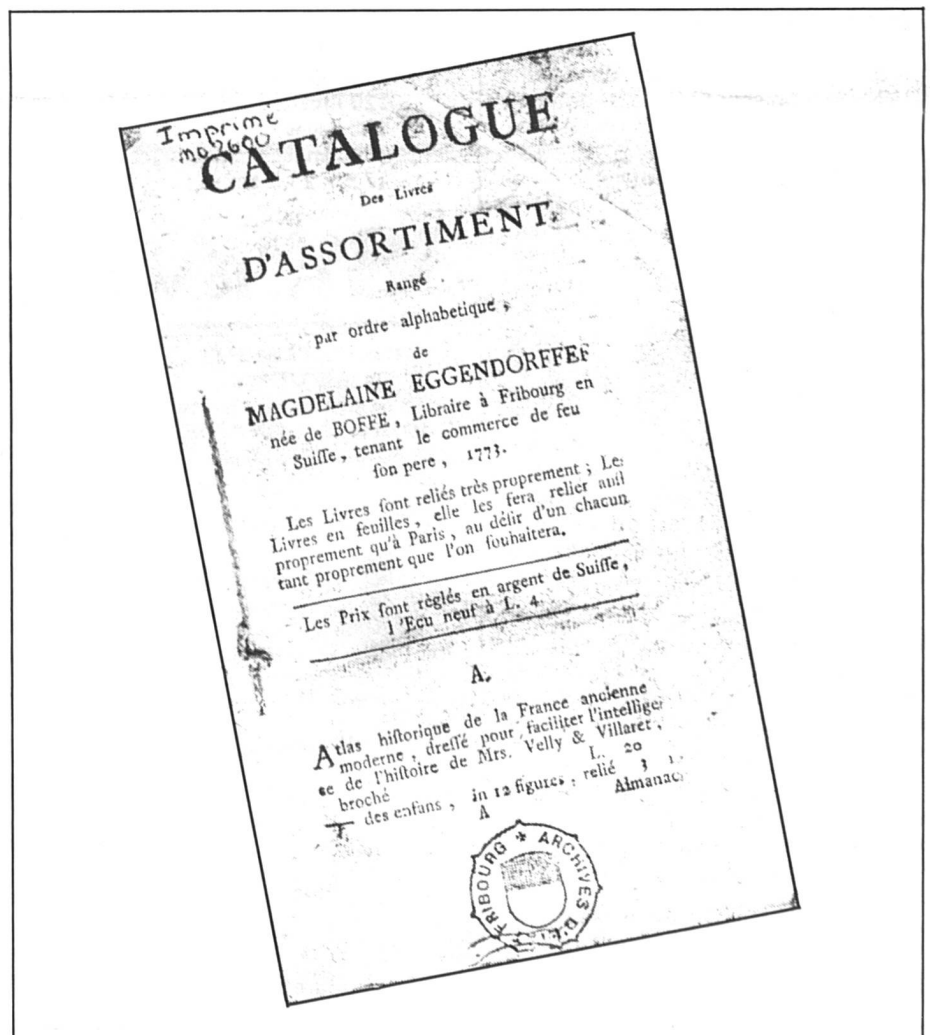 Imprimé
no 2600
CATALOGUE
Des Livres
D'ASSORTIMENT,
Rangé
par ordre alphabetique,
de
MAGDELAINE EGGENDORFFER
née de BOFFE, Libraire à Fribourg en
Suiſſe, tenant le commerce de feu
ſon pere, 1773.
Les Livres ſont reliés très proprement; Les
Livres en feuilles, elle les fera relier auſſi
proprement qu'à Paris, au déſir d'un chacun
tant proprement que l'on ſouhaitera.
Les Prix ſont règlés en argent de Suiſſe,
l'Ecu neuf à L. 4.
A.
Atlas hiſtorique de la France ancienne
moderne, dreſſé pour faciliter l'intellige
ce de l'hiſtoire de Mrs. Velly & Villaret,
broché L. 20
— des enfans, in 12 figures, relié 3
A Almanac
FRIBOURG * ARCHIVES D'